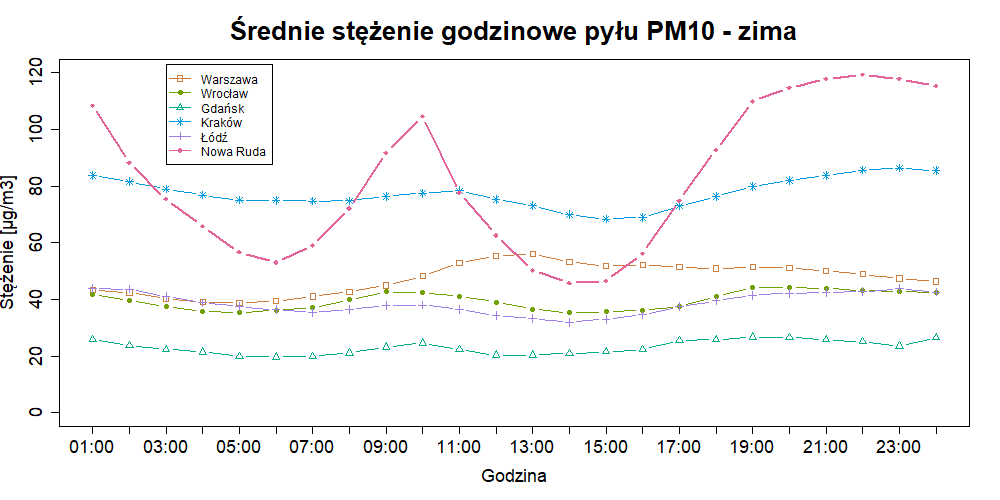 Średnie stężenie godzinowe pyłu PM10 - zima
Warszawa
Wrocław
Gdańsk
Kraków
Łódź
Nowa Ruda
Stężenie [µg/m3]
120
100
80
60
40
20
0
01:00 03:00 05:00 07:00 09:00 11:00 13:00 15:00 17:00 19:00 21:00 23:00
Godzina